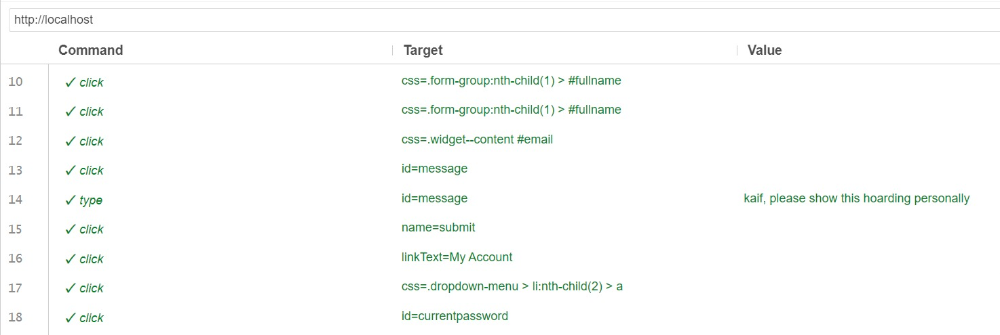 http://localhost
Command Target Value
10 ✓ click css=.form-group:nth-child(1) > #fullname
11 ✓ click css=.form-group:nth-child(1) > #fullname
12 ✓ click css=.widget--content #email
13 ✓ click id=message
14 ✓ type id=message kaif, please show this hoarding personally
15 ✓ click name=submit
16 ✓ click linkText=My Account
17 ✓ click css=.dropdown-menu > li:nth-child(2) > a
18 ✓ click id=currentpassword